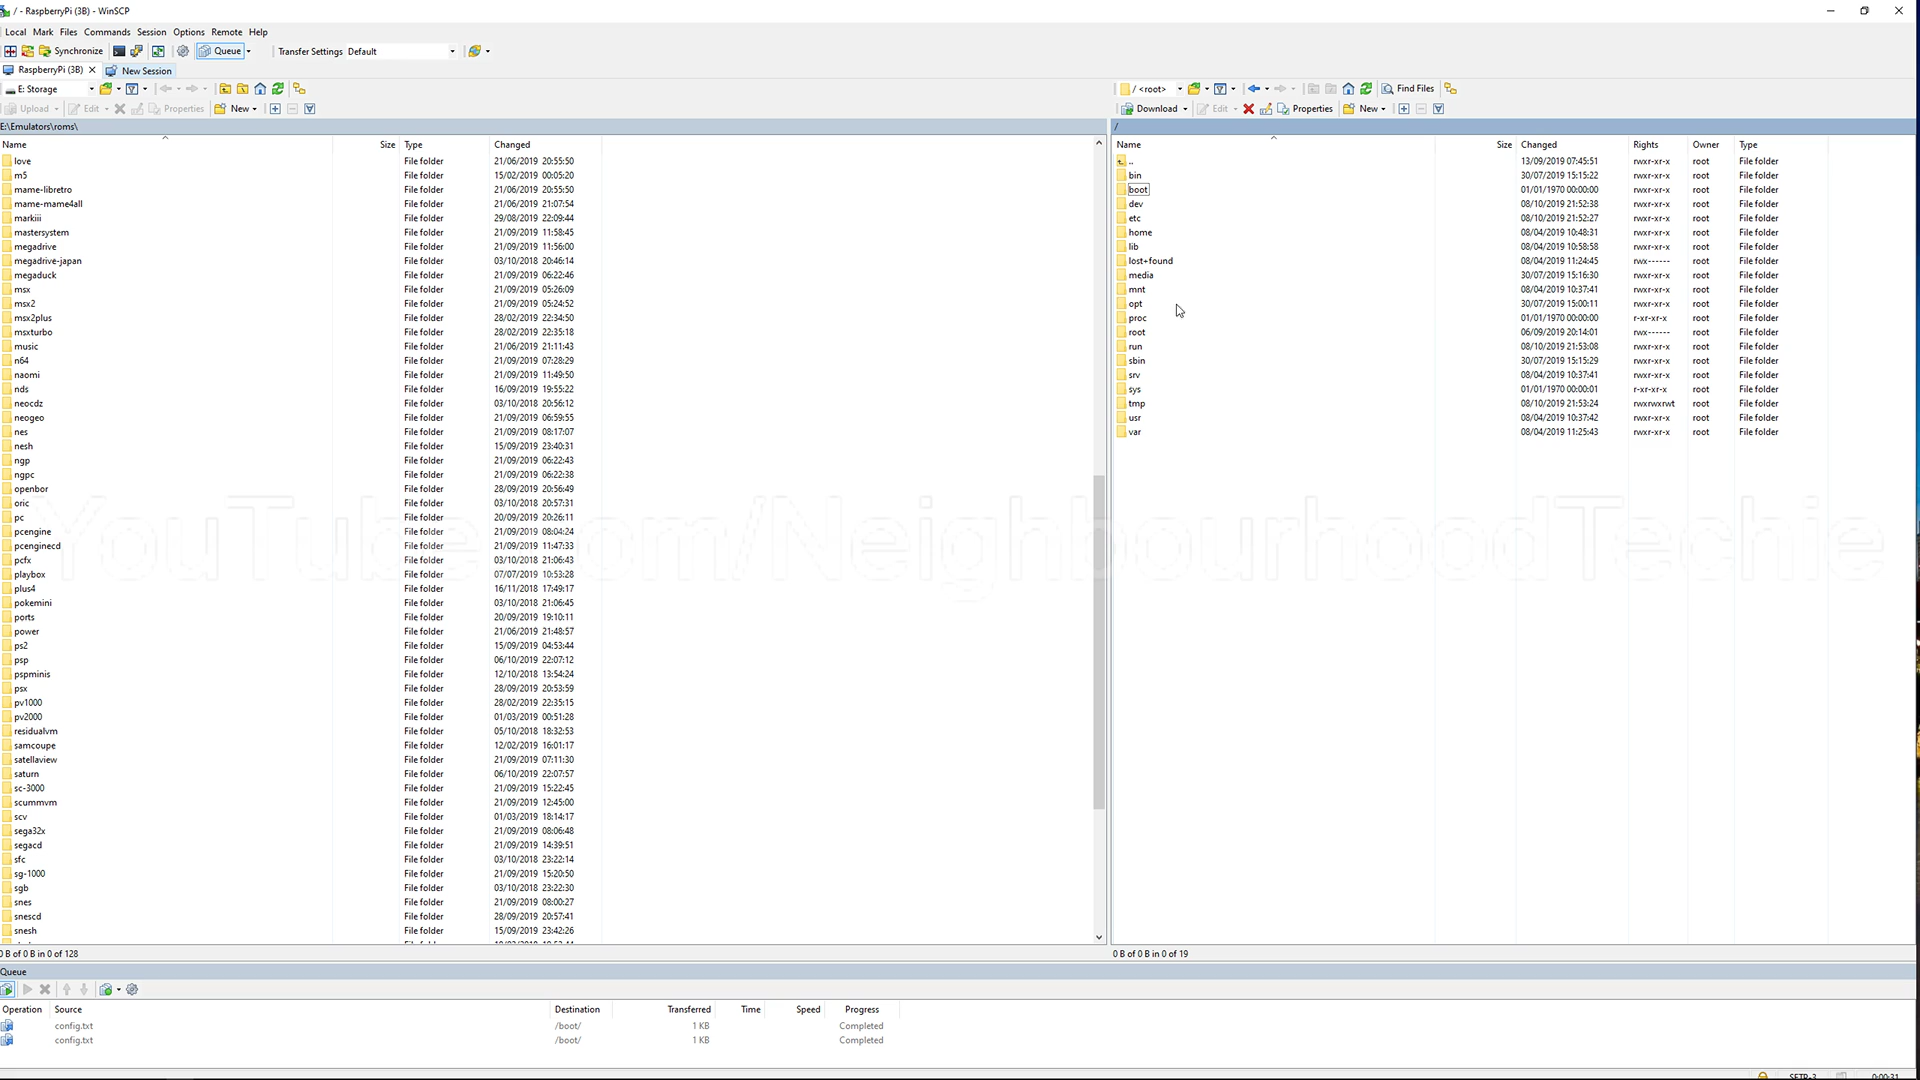 / - RaspberryPi (3B) - WinSCP
Local Mark Files Commands Session Options Remote Help
Synchronize Queue Transfer Settings Default
RaspberryPi (3B) New Session
E: Storage
/ <root> Find Files
Upload Edit Properties New
Download Edit Properties New
E:\Emulators\roms\
/
Name Size Type Changed
love File folder 21/06/2019 20:55:50
m5 File folder 15/02/2019 00:05:20
mame-libretro File folder 21/06/2019 20:55:50
mame-mame4all File folder 21/06/2019 21:07:54
markiii File folder 29/08/2018 22:09:44
mastersystem File folder 21/09/2019 11:58:45
megadrive File folder 21/09/2019 11:56:00
megadrive-japan File folder 03/10/2018 20:46:14
megaduck File folder 21/09/2019 06:22:46
msx File folder 21/09/2019 05:26:09
msx2 File folder 21/09/2019 05:24:52
msx2plus File folder 28/02/2019 22:34:50
msxturbo File folder 28/02/2019 22:35:18
music File folder 21/06/2019 21:11:43
n64 File folder 21/09/2019 07:28:29
naomi File folder 21/09/2019 11:49:50
nds File folder 16/09/2019 19:55:22
neocdz File folder 03/10/2018 20:56:12
neogeo File folder 21/09/2019 06:59:55
nes File folder 21/09/2019 08:17:07
nesh File folder 15/09/2019 23:40:31
ngp File folder 21/09/2019 06:22:43
ngpc File folder 21/09/2019 06:22:38
openbor File folder 28/09/2019 20:56:49
oric File folder 03/10/2018 20:57:31
pc File folder 20/09/2019 20:26:11
pcengine File folder 21/09/2019 08:04:24
pcenginecd File folder 21/09/2019 11:47:33
pcfx File folder 03/10/2018 21:06:43
playbox File folder 07/07/2019 10:53:28
plus4 File folder 16/11/2018 17:49:17
pokemini File folder 03/10/2018 21:06:45
ports File folder 20/09/2019 19:10:11
power File folder 21/06/2019 21:48:57
ps2 File folder 15/09/2019 04:53:44
psp File folder 06/10/2019 22:07:12
pspminis File folder 12/10/2018 13:54:24
psx File folder 28/09/2019 20:53:59
pv1000 File folder 28/02/2019 22:35:15
pv2000 File folder 01/03/2019 00:51:28
residualvm File folder 05/10/2018 18:32:53
samcoupe File folder 12/02/2019 16:01:17
satellaview File folder 21/09/2019 07:11:30
saturn File folder 06/10/2019 22:07:57
sc-3000 File folder 21/09/2019 15:22:45
scummvm File folder 21/09/2019 12:45:00
scv File folder 01/03/2019 18:14:17
sega32x File folder 21/09/2019 08:06:48
segacd File folder 21/09/2019 14:39:51
sfc File folder 03/10/2018 23:22:14
sg-1000 File folder 21/09/2019 15:20:50
sgb File folder 03/10/2018 23:22:30
snes File folder 21/09/2019 08:00:27
snescd File folder 28/09/2019 20:57:41
snesh File folder 15/09/2019 23:42:26
0 B of 0 B in 0 of 128
Name Size Changed Rights Owner Type
.. 13/09/2019 07:45:51 rwxr-xr-x root File folder
bin 30/07/2019 15:15:22 rwxr-xr-x root File folder
boot 01/01/1970 00:00:00 rwxr-xr-x root File folder
dev 08/10/2019 21:52:38 rwxr-xr-x root File folder
etc 08/10/2019 21:52:27 rwxr-xr-x root File folder
home 08/04/2019 10:48:31 rwxr-xr-x root File folder
lib 08/04/2019 10:58:58 rwxr-xr-x root File folder
lost+found 08/04/2019 11:24:45 rwx------ root File folder
media 30/07/2019 15:16:30 rwxr-xr-x root File folder
mnt 08/04/2019 10:37:41 rwxr-xr-x root File folder
opt 30/07/2019 15:00:11 rwxr-xr-x root File folder
proc 01/01/1970 00:00:00 r-xr-xr-x root File folder
root 06/09/2019 20:14:01 rwx------ root File folder
run 08/10/2019 21:53:08 rwxr-xr-x root File folder
sbin 30/07/2019 15:15:29 rwxr-xr-x root File folder
srv 08/04/2019 10:37:41 rwxr-xr-x root File folder
sys 01/01/1970 00:00:01 r-xr-xr-x root File folder
tmp 08/10/2019 21:53:24 rwxrwxrwt root File folder
usr 08/04/2019 10:37:42 rwxr-xr-x root File folder
var 08/04/2019 11:25:43 rwxr-xr-x root File folder
0 B of 0 B in 0 of 19
YouTube.com/NeighbourhoodTechie
Queue
Operation Source Destination Transferred Time Speed Progress
config.txt /boot/ 1 KB Completed
config.txt /boot/ 1 KB Completed
SFTP-3 0:00:31